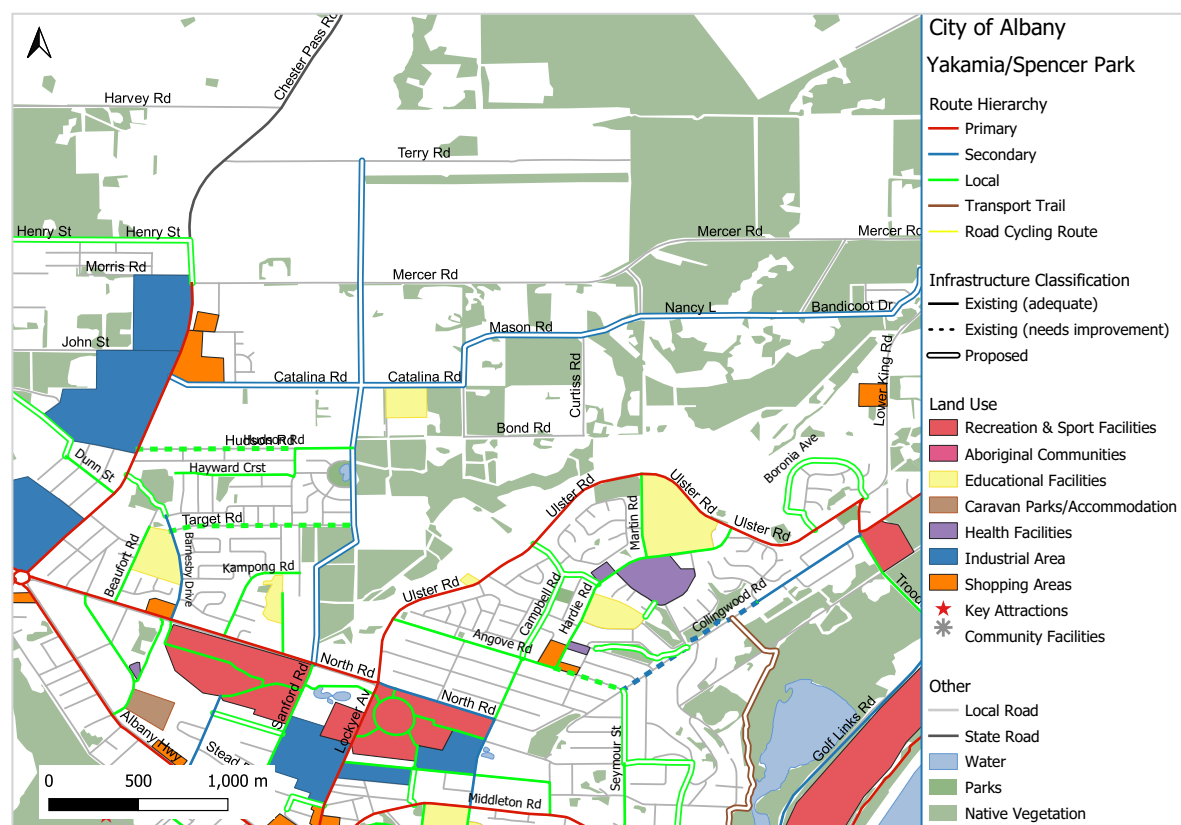 City of Albany
Yakamia/Spencer Park
Route Hierarchy
Primary
Secondary
Local
Transport Trail
Road Cycling Route
Infrastructure Classification
Existing (adequate)
Existing (needs improvement)
Proposed
Land Use
Recreation & Sport Facilities
Aboriginal Communities
Educational Facilities
Caravan Parks/Accommodation
Health Facilities
Industrial Area
Shopping Areas
Key Attractions
Community Facilities
Other
Local Road
State Road
Water
Parks
Native Vegetation
Chester Pass Rd
Harvey Rd
Terry Rd
Henry St
Henry St
Mercer Rd
Mercer Rd
Morris Rd
Mercer Rd
Nancy L
Bandicoot Dr
Mason Rd
John St
Lower King Rd
Catalina Rd
Catalina Rd
Curtiss Rd
Bond Rd
Hudson Rd
Hudson Rd
Boronia Ave
Dunn St
Hayward Crst
Ulster Rd
Ulster Rd
Martin Rd
Ulster Rd
Target Rd
Barnesby Drive
Beaufort Rd
Kampong Rd
Ulster Rd
Campbell Rd
Hardie Rd
Collingwood Rd
Angove Rd
North Rd
Sanford Rd
Lockyer Av
North Rd
Golf Links Rd
Albany Hwy
Seymour St
Middleton Rd
0 500 1,000 m